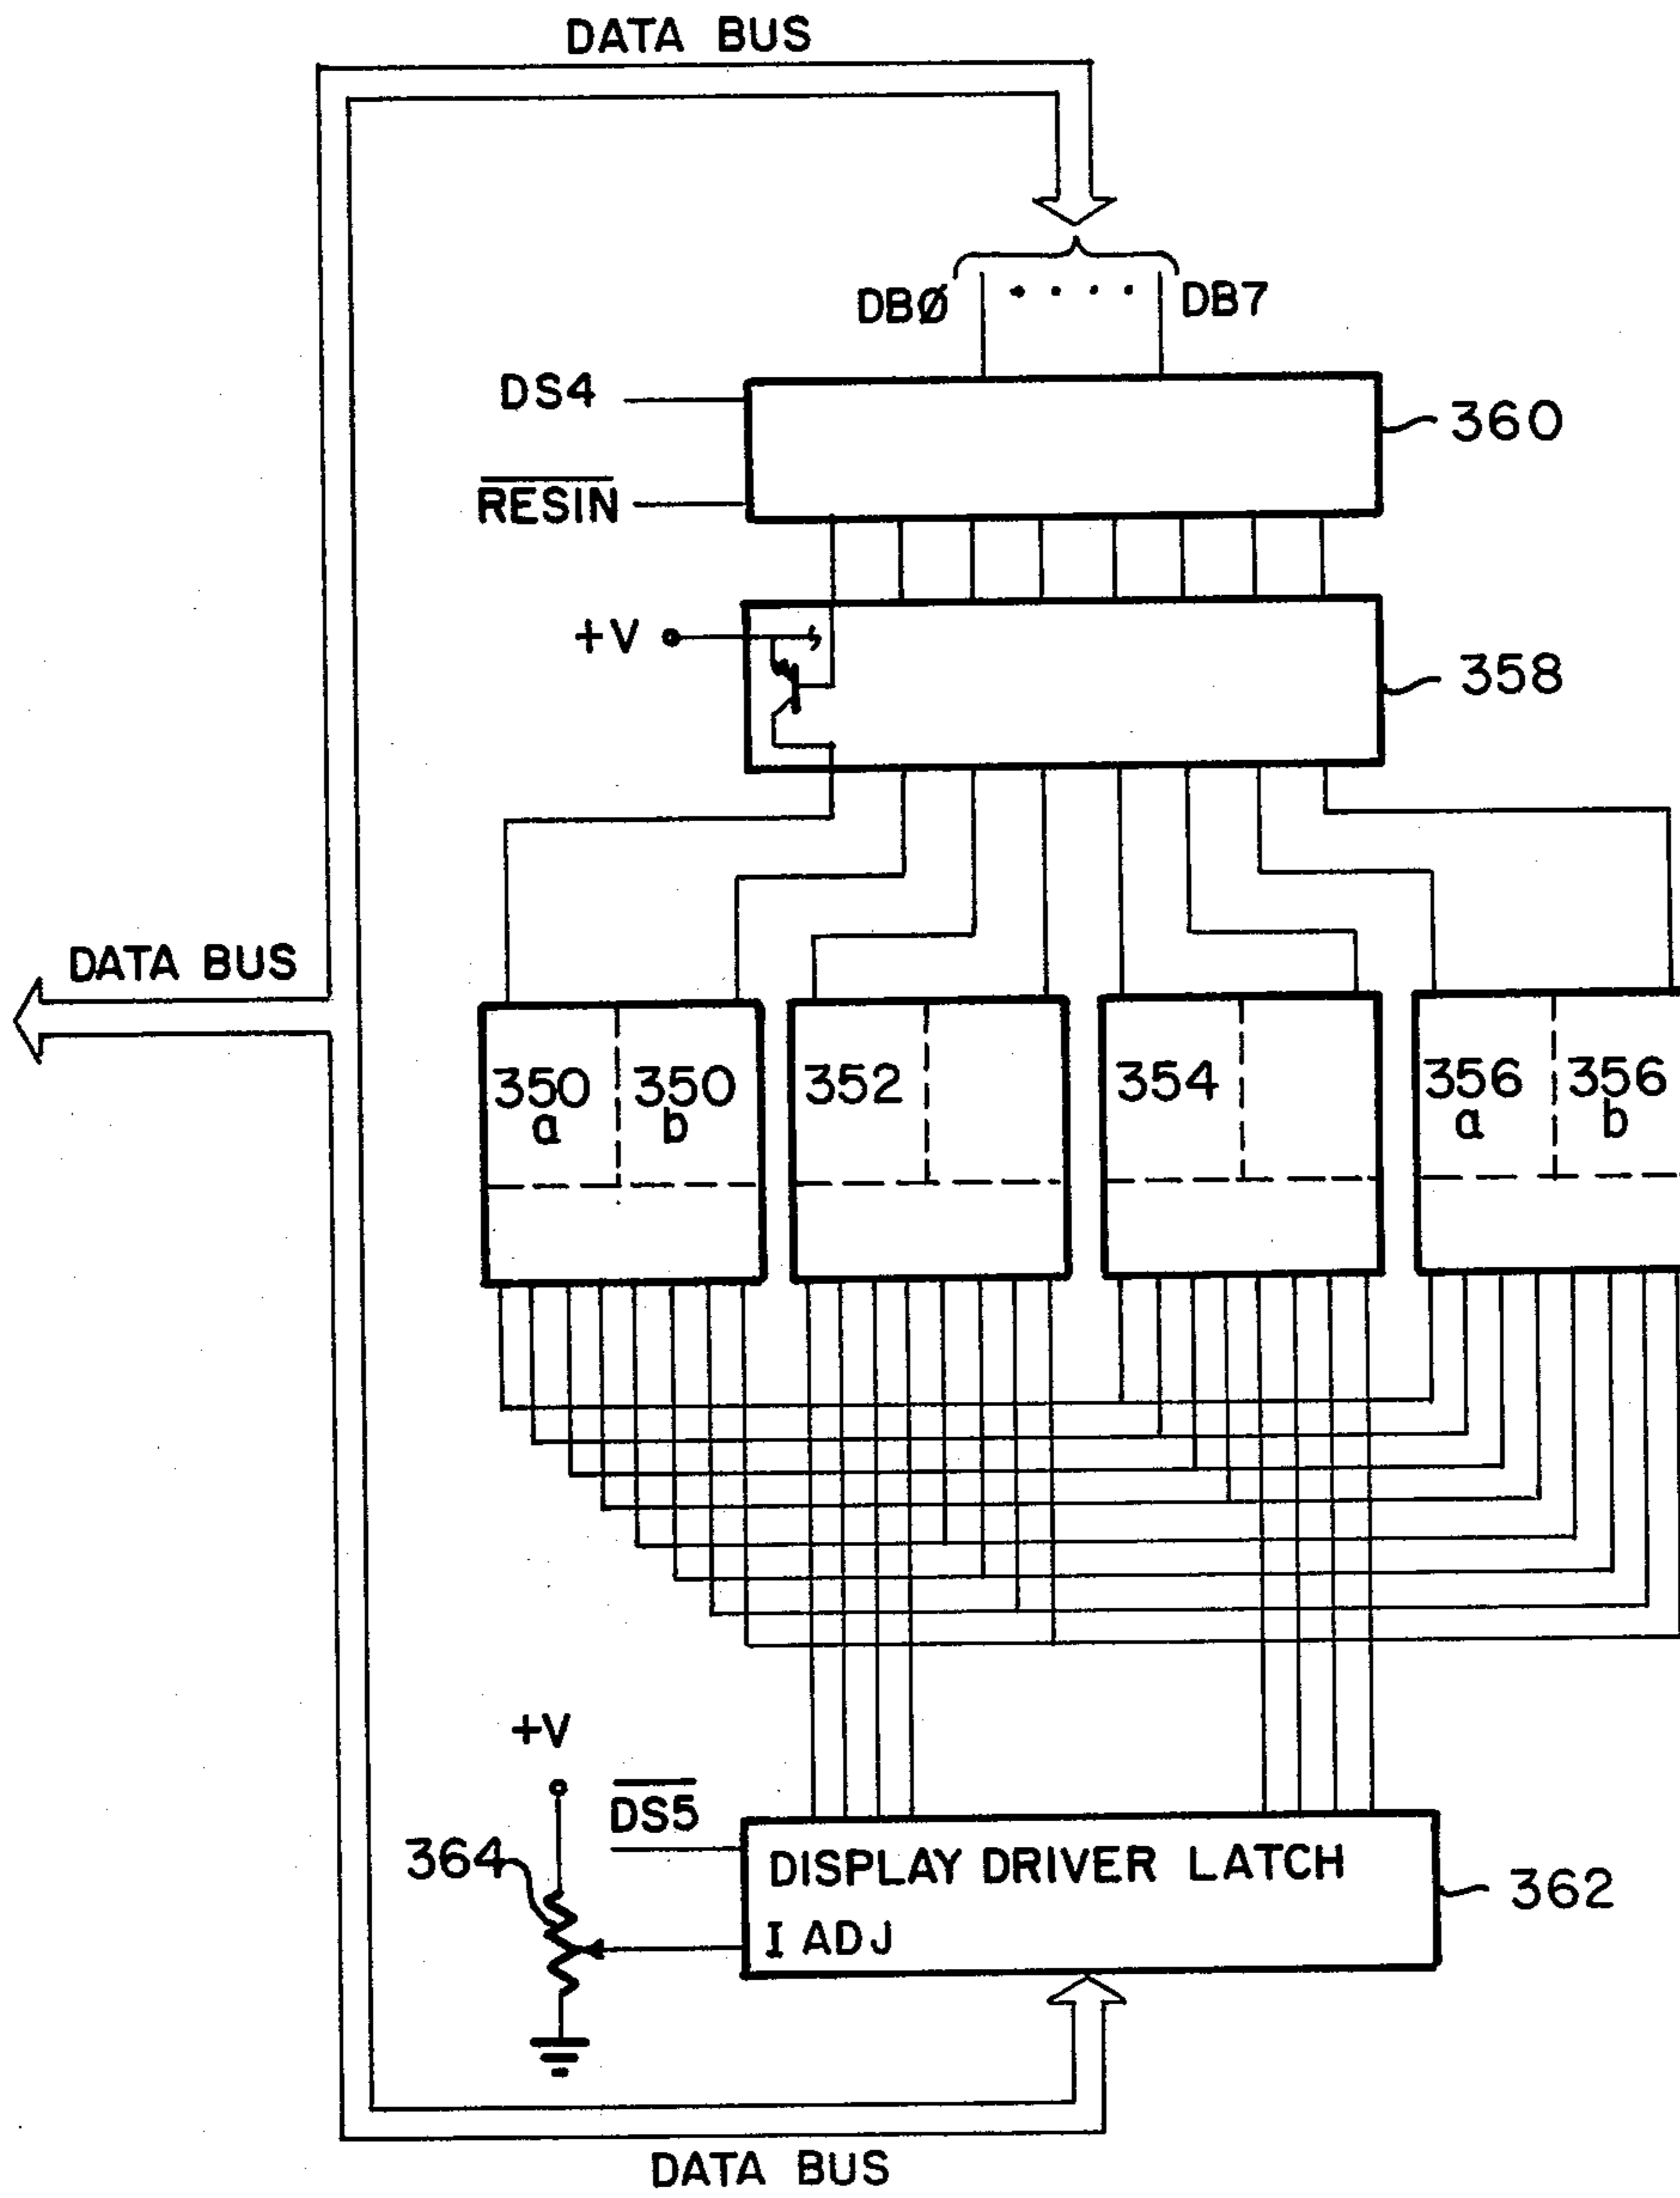 DATA BUS
DBØ
DB7
DS4
360
RESIN
+V
358
DATA BUS
350 a
350 b
352
354
356 a
356 b
+V
DS5
364
DISPLAY DRIVER LATCH
362
I ADJ
DATA BUS